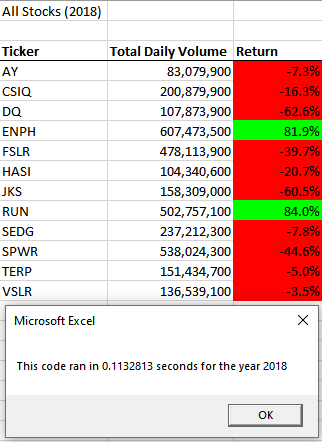 All Stocks (2018)
Ticker Total Daily Volume Return
AY 83,079,900 -7.3%
CSIQ 200,879,900 -16.3%
DQ 107,873,900 -62.6%
ENPH 607,473,500 81.9%
FSLR 478,113,900 -39.7%
HASI 104,340,600 -20.7%
JKS 158,309,000 -60.5%
RUN 502,757,100 84.0%
SEDG 237,212,300 -7.8%
SPWR 538,024,300 -44.6%
TERP 151,434,700 -5.0%
VSLR 136,539,100 -3.5%
Microsoft Excel
This code ran in 0.1132813 seconds for the year 2018
OK